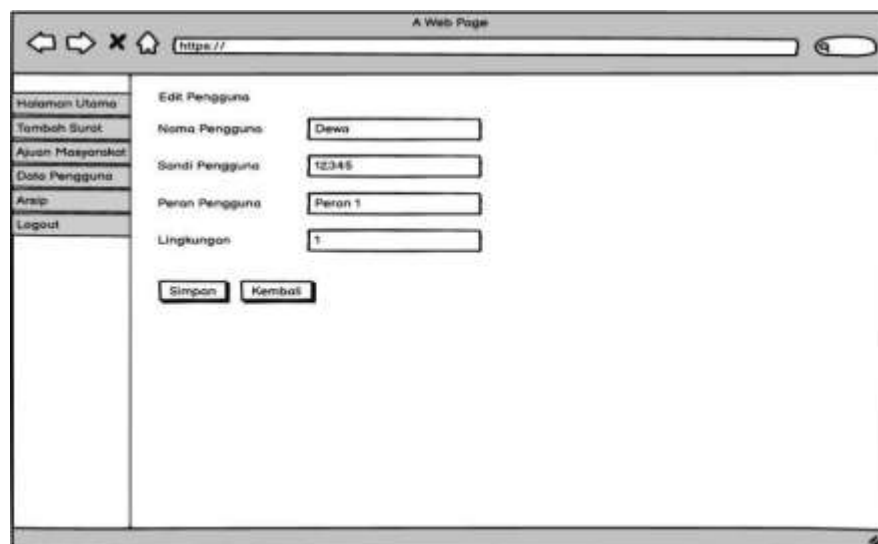 A Web Page
https://
Halaman Utama
Tambah Surat
Ajuan Masyarakat
Data Pengguna
Arsip
Logout
Edit Pengguna
Nama Pengguna Dewa
Sandi Pengguna 12345
Peran Pengguna Peran 1
Lingkungan 1
Simpan Kembali